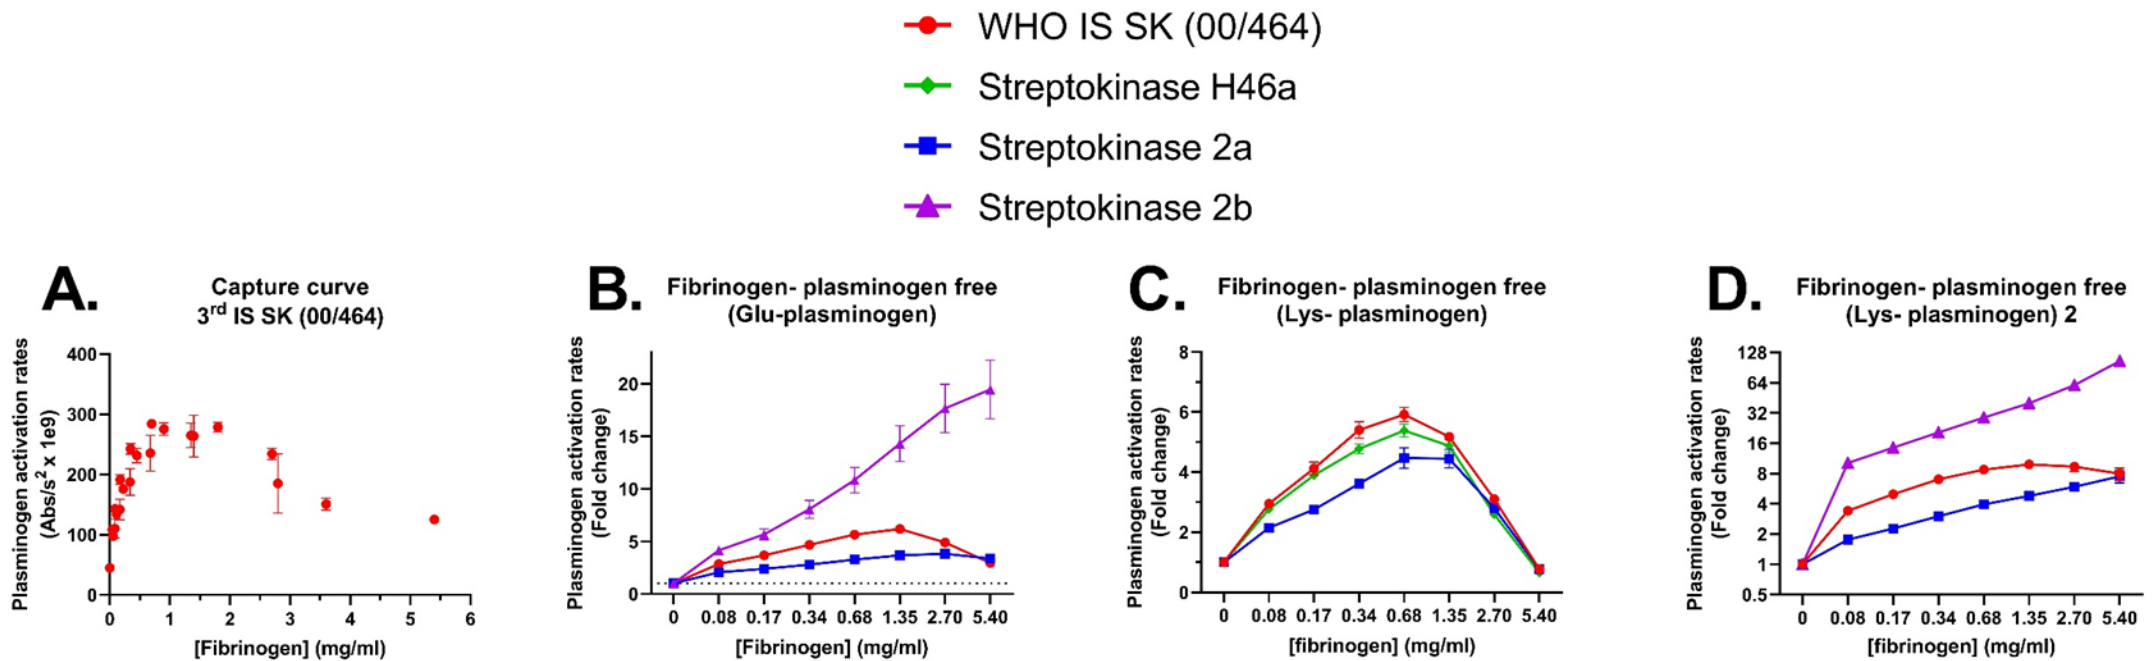 WHO IS SK (00/464)
Streptokinase H46a
Streptokinase 2a
Streptokinase 2b
A.
Capture curve
3rd IS SK (00/464)
Plasminogen activation rates
(Abs/s² x 1e9)
400
300
200
100
0
0 1 2 3 4 5 6
[Fibrinogen] (mg/ml)
B.
Fibrinogen- plasminogen free
(Glu-plasminogen)
Plasminogen activation rates
(Fold change)
20
15
10
5
0
0 0.08 0.17 0.34 0.68 1.35 2.70 5.40
[Fibrinogen] (mg/ml)
C.
Fibrinogen- plasminogen free
(Lys- plasminogen)
Plasminogen activation rates
(Fold change)
8
6
4
2
0
0 0.08 0.17 0.34 0.68 1.35 2.70 5.40
[fibrinogen] (mg/ml)
D.
Fibrinogen- plasminogen free
(Lys- plasminogen) 2
Plasminogen activation rates
(Fold change)
128
64
32
16
8
4
2
1
0.5
0 0.08 0.17 0.34 0.68 1.35 2.70 5.40
[fibrinogen] (mg/ml)